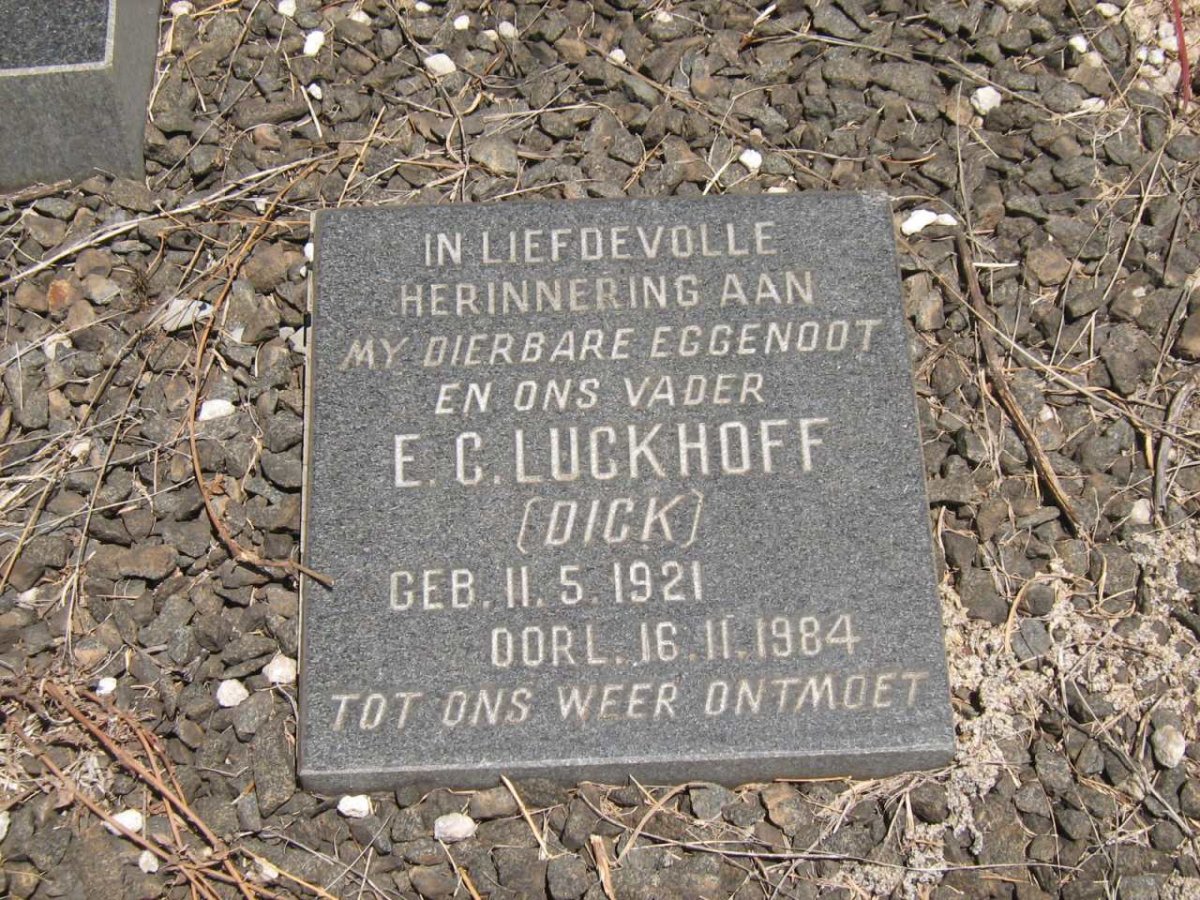 IN LIEFDEVOLLE
HERINNERING AAN
MY DIERBARE EGGENOOT
EN ONS VADER
E. C. LUCKHOFF
(DICK)
GEB. 11. 5. 1921
OORL. 16. 11. 1984
TOT ONS WEER ONTMOET